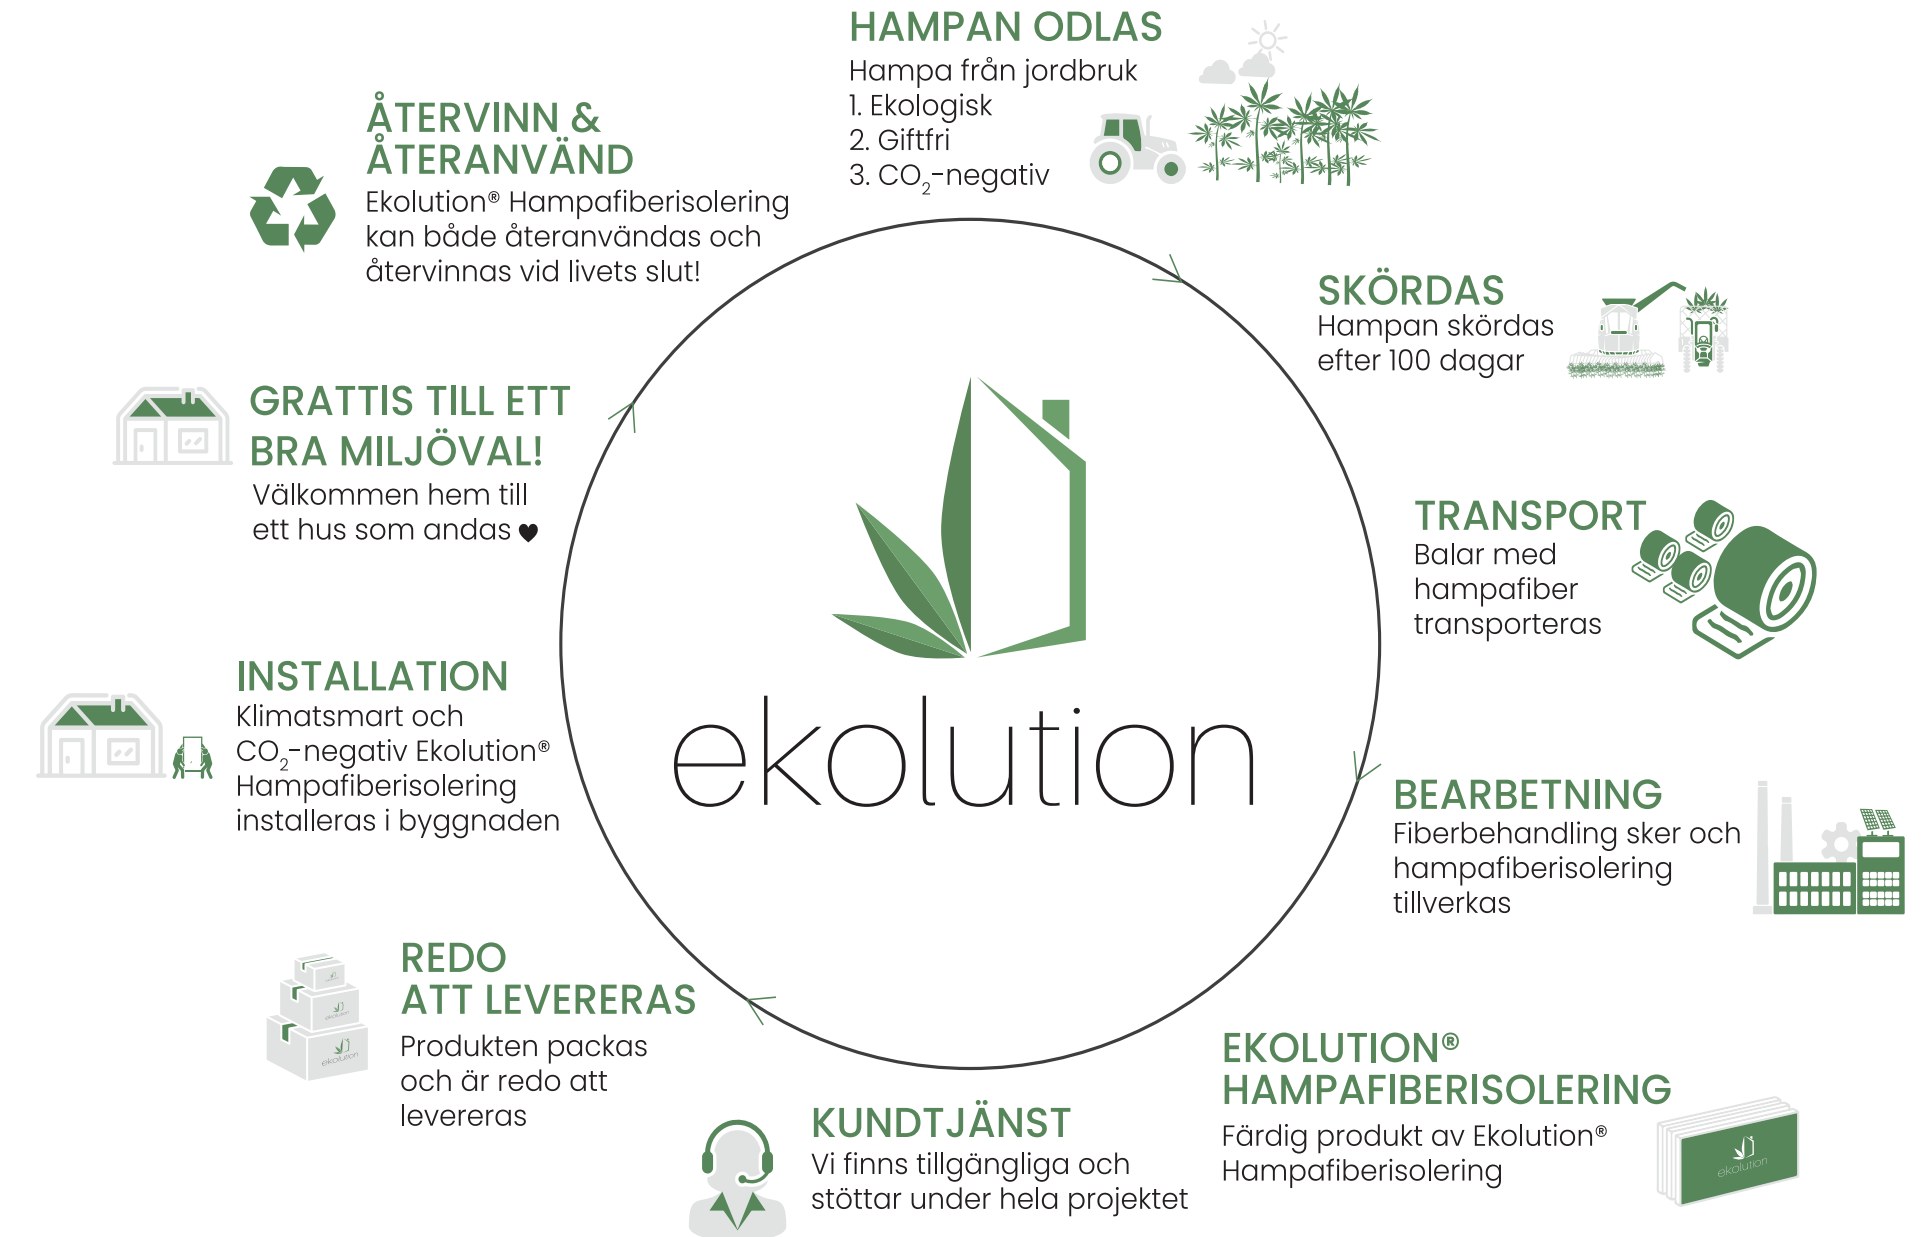 HAMPAN ODLAS
Hampa från jordbruk
1. Ekologisk
2. Giftfri
3. CO₂-negativ
SKÖRDAS
Hampan skördas
efter 100 dagar
TRANSPORT
Balar med
hampafiber
transporteras
BEARBETNING
Fiberbehandling sker och
hampafiberisolering
tillverkas
EKOLUTION®
HAMPAFIBERISOLERING
Färdig produkt av Ekolution®
Hampafiberisolering
ekolution
KUNDTJÄNST
Vi finns tillgängliga och
stöttar under hela projektet
REDO
ATT LEVERERAS
Produkten packas
och är redo att
levereras
ekolution
ekolution
INSTALLATION
Klimatsmart och
CO₂-negativ Ekolution®
Hampafiberisolering
installeras i byggnaden
GRATTIS TILL ETT
BRA MILJÖVAL!
Välkommen hem till
ett hus som andas ♥
ÅTERVINN &
ÅTERANVÄND
Ekolution® Hampafiberisolering
kan både återanvändas och
återvinnas vid livets slut!
ekolution